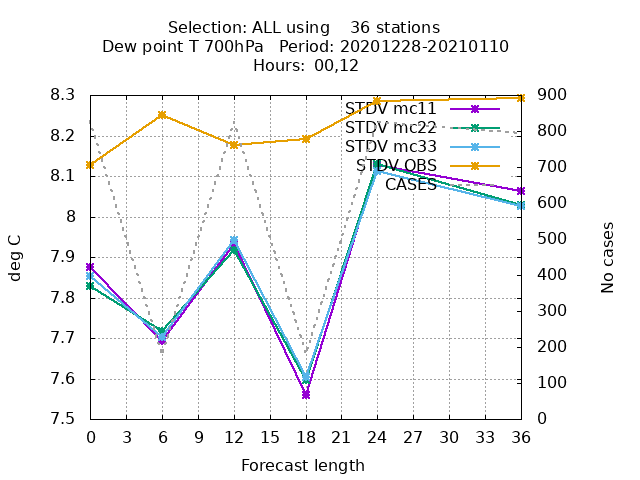 Selection: ALL using    36 stations
Dew point T 700hPa   Period: 20201228-20210110
Hours:  00,12
8.3
8.2
8.1
8
7.9
7.8
7.7
7.6
7.5
deg C
900
800
700
600
500
400
300
200
100
0
No cases
STDV mc11
STDV mc22
STDV mc33
STDV OBS
CASES
0 3 6 9 12 15 18 21 24 27 30 33 36
Forecast length